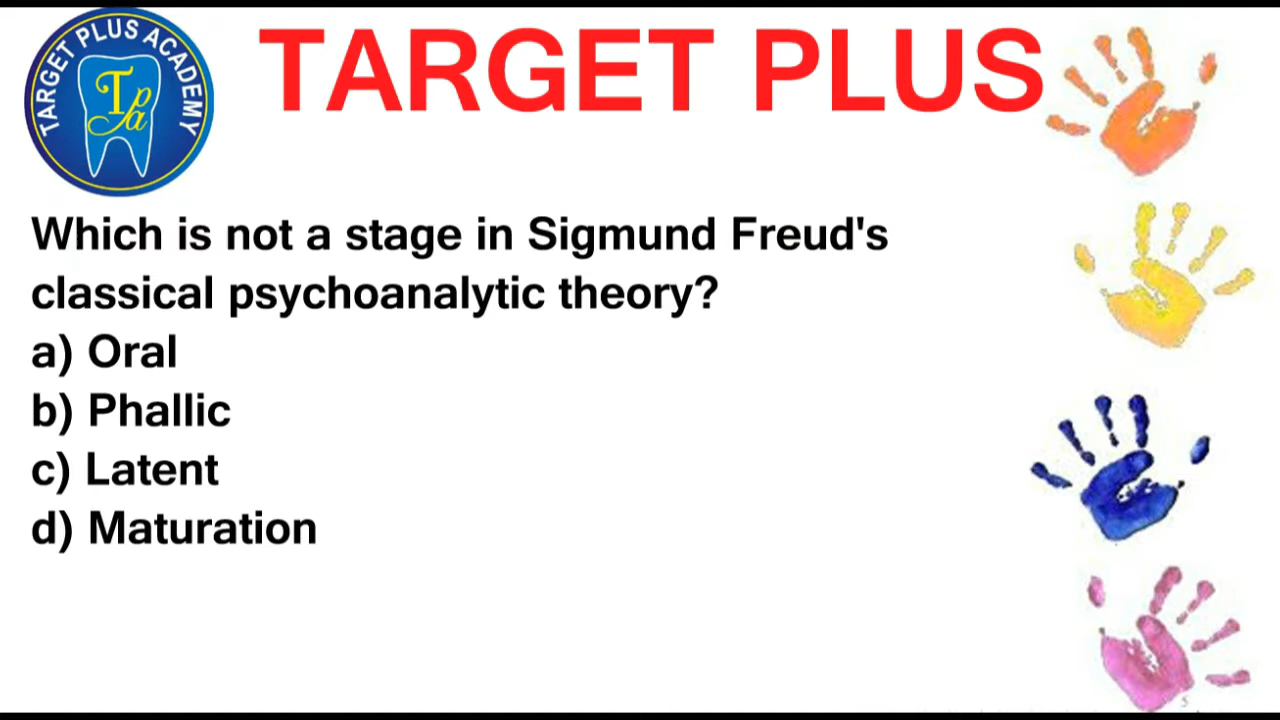 TARGET PLUS ACADEMY
TPa
TARGET PLUS
Which is not a stage in Sigmund Freud's
classical psychoanalytic theory?
a) Oral
b) Phallic
c) Latent
d) Maturation